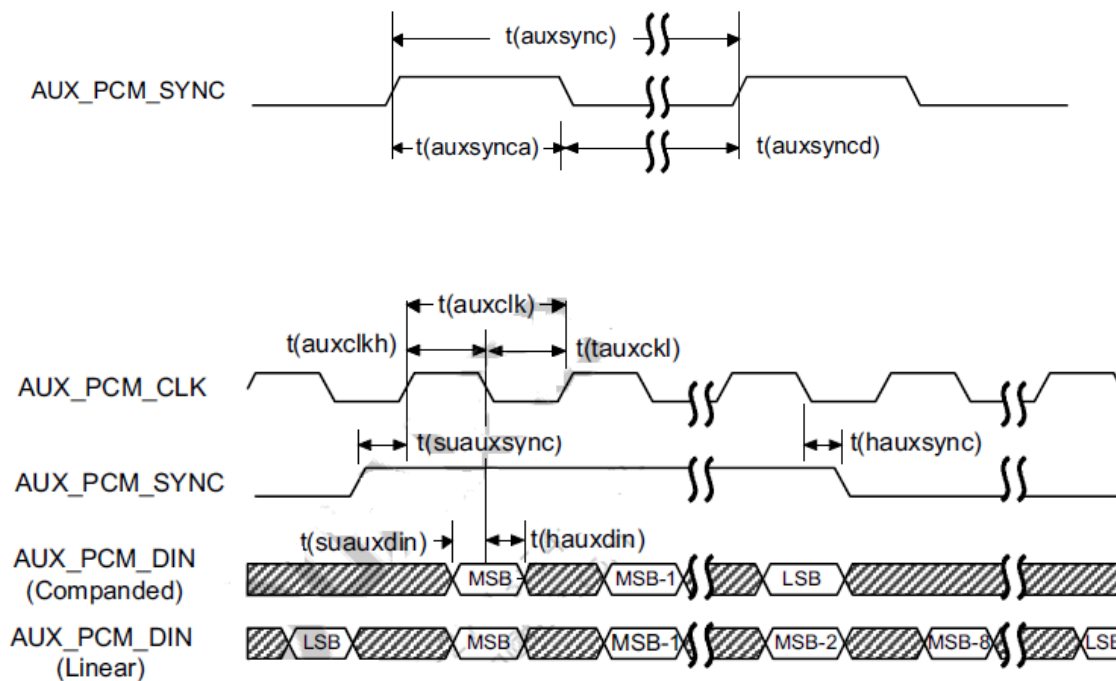 t(auxsync)
AUX_PCM_SYNC
t(auxsynca)
t(auxsyncd)
t(auxclk)
t(auxclkh)
t(tauxckl)
AUX_PCM_CLK
t(suauxsync)
t(hauxsync)
AUX_PCM_SYNC
t(suauxdin)
t(hauxdin)
AUX_PCM_DIN
(Companded)
MSB
MSB-1
LSB
AUX_PCM_DIN
(Linear)
LSB
MSB
MSB-1
MSB-2
MSB-8
LSB